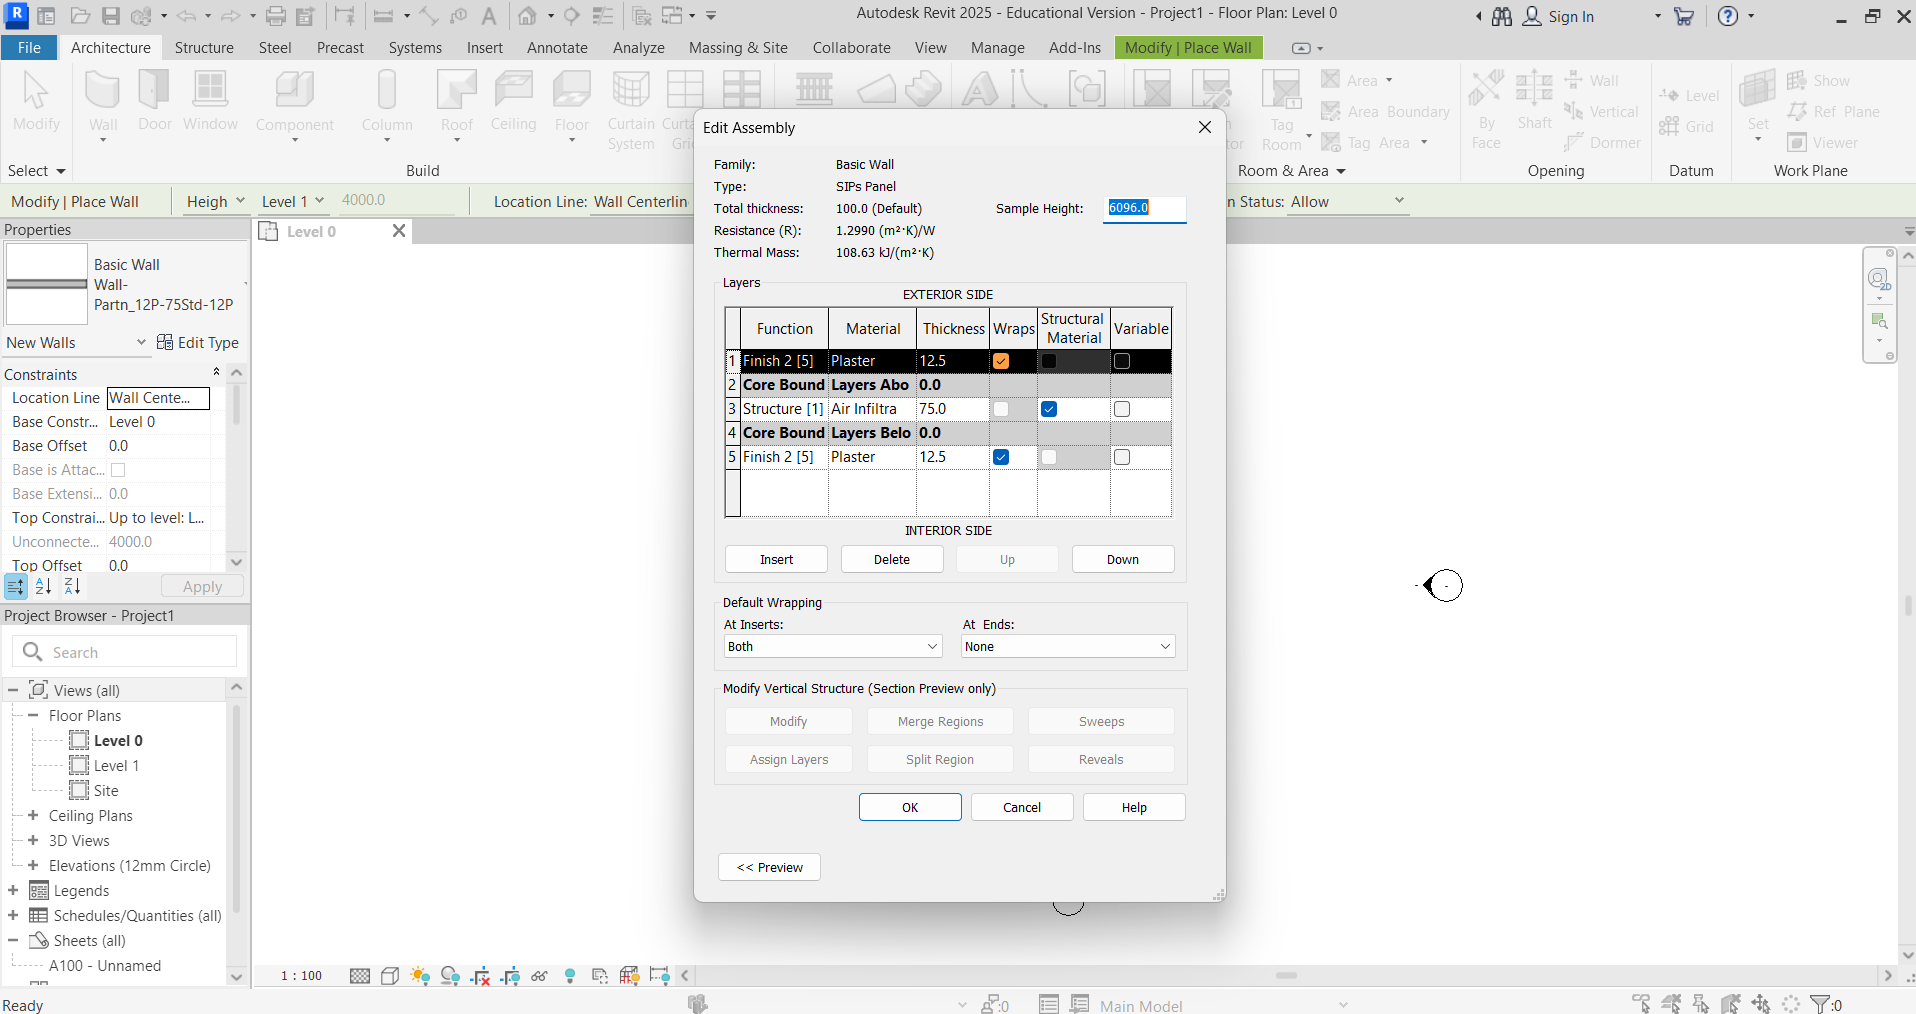 Autodesk Revit 2025 - Educational Version - Project1 - Floor Plan: Level 0
Sign In
File Architecture Structure Steel Precast Systems Insert Annotate Analyze Massing & Site Collaborate View Manage Add-Ins Modify | Place Wall
Modify Wall Door Window Component Column Roof Ceiling Floor Curtain System
Tag Room
Area
Area Boundary
Tag Area
By Face
Shaft
Wall
Vertical
Dormer
Level
Grid
Set
Show
Ref Plane
Viewer
Select Build Room & Area Opening Datum Work Plane
Modify | Place Wall Heigh Level 1 4000.0 Location Line: Wall Centerlin n Status: Allow
Properties
Level 0
Basic Wall
Wall-
Partn_12P-75Std-12P
New Walls Edit Type
Constraints
Location Line Wall Cente...
Base Constr... Level 0
Base Offset 0.0
Base is Attac...
Base Extensi... 0.0
Top Constrai... Up to level: L...
Unconnecte... 4000.0
Top Offset 0.0
Apply
Project Browser - Project1
Search
Views (all)
Floor Plans
Level 0
Level 1
Site
Ceiling Plans
3D Views
Elevations (12mm Circle)
Legends
Schedules/Quantities (all)
Sheets (all)
A100 - Unnamed
Edit Assembly
Family: Basic Wall
Type: SIPs Panel
Total thickness: 100.0 (Default) Sample Height: 6096.0
Resistance (R): 1.2990 (m²·K)/W
Thermal Mass: 108.63 kJ/(m²·K)
Layers
EXTERIOR SIDE
Function Material Thickness Wraps Structural Material Variable
1 Finish 2 [5] Plaster 12.5
2 Core Bound Layers Abo 0.0
3 Structure [1] Air Infiltra 75.0
4 Core Bound Layers Belo 0.0
5 Finish 2 [5] Plaster 12.5
INTERIOR SIDE
Insert Delete Up Down
Default Wrapping
At Inserts: At Ends:
Both None
Modify Vertical Structure (Section Preview only)
Modify Merge Regions Sweeps
Assign Layers Split Region Reveals
OK Cancel Help
<< Preview
2D
1 : 100
Ready
:0 Main Model :0